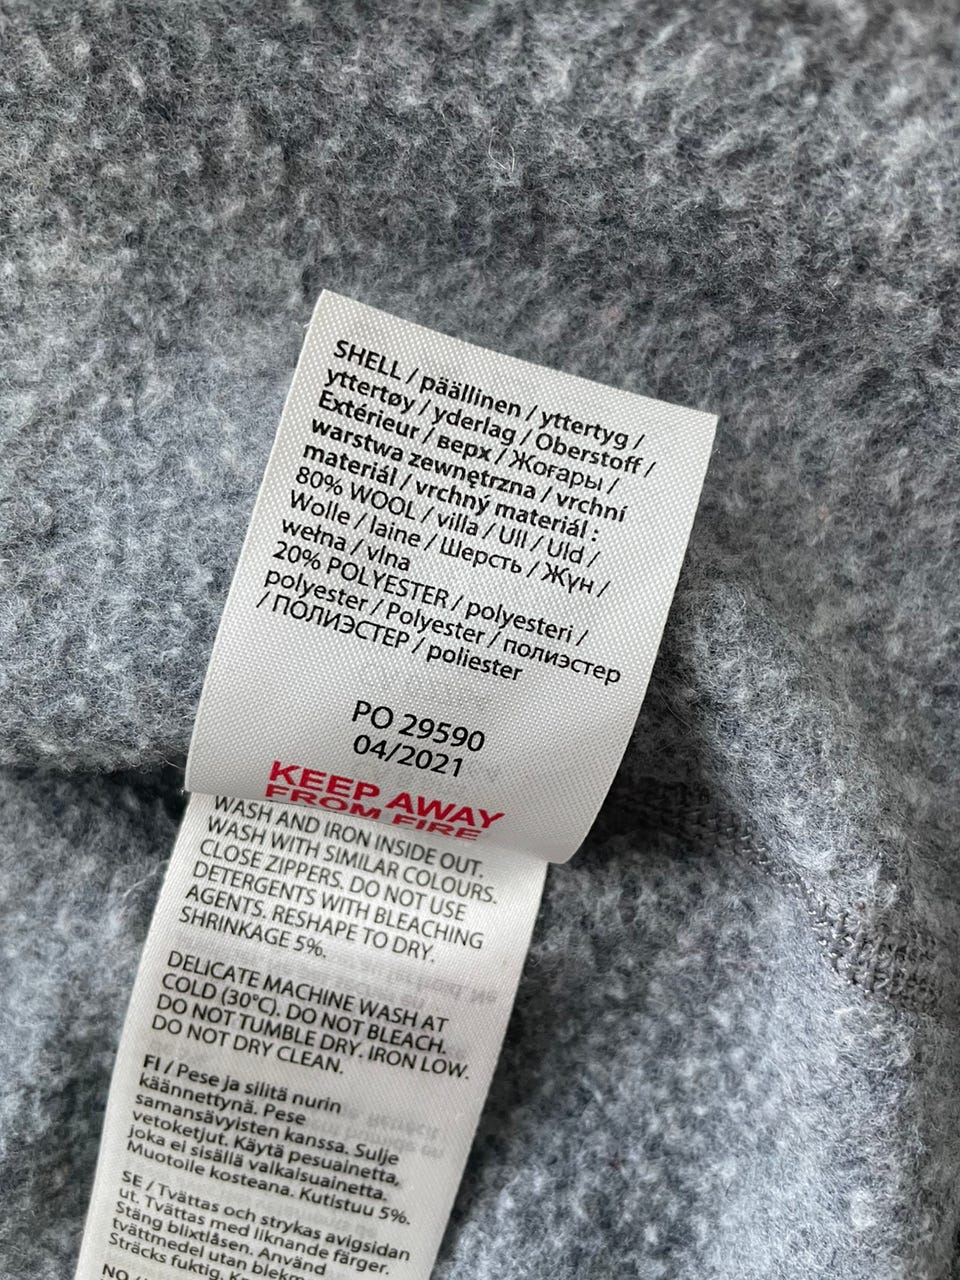 SHELL / päällinen / yttertyg /
yttertøy / yderlag / Oberstoff /
Extérieur / верх / Жоғары /
warstwa zewnętrzna / vrchní
materiál / vrchný materiál :
80% WOOL / villa / Ull / Uld /
Wolle / laine / Шерсть / Жүн /
wełna / vlna
20% POLYESTER / polyesteri /
polyester / Polyester / полиэстер
/ ПОЛИЭСТЕР / poliester
PO 29590
04/2021
KEEP AWAY
FROM FIRE
WASH AND IRON INSIDE OUT.
WASH WITH SIMILAR COLOURS.
CLOSE ZIPPERS. DO NOT USE
DETERGENTS WITH BLEACHING
AGENTS. RESHAPE TO DRY.
SHRINKAGE 5%.
DELICATE MACHINE WASH AT
COLD (30°C). DO NOT BLEACH.
DO NOT TUMBLE DRY. IRON LOW.
DO NOT DRY CLEAN.
FI / Pese ja silitä nurin
käännettynä. Pese
samansävyisten kanssa. Sulje
vetoketjut. Käytä pesuainetta,
joka ei sisällä valkaisuainetta.
Muotoile kosteana. Kutistuu 5%.
SE / Tvättas och strykas avigsidan
ut. Tvättas med liknande färger.
Stäng blixtlåsen. Använd
tvättmedel utan blekm
Sträcks fuktig.
NO